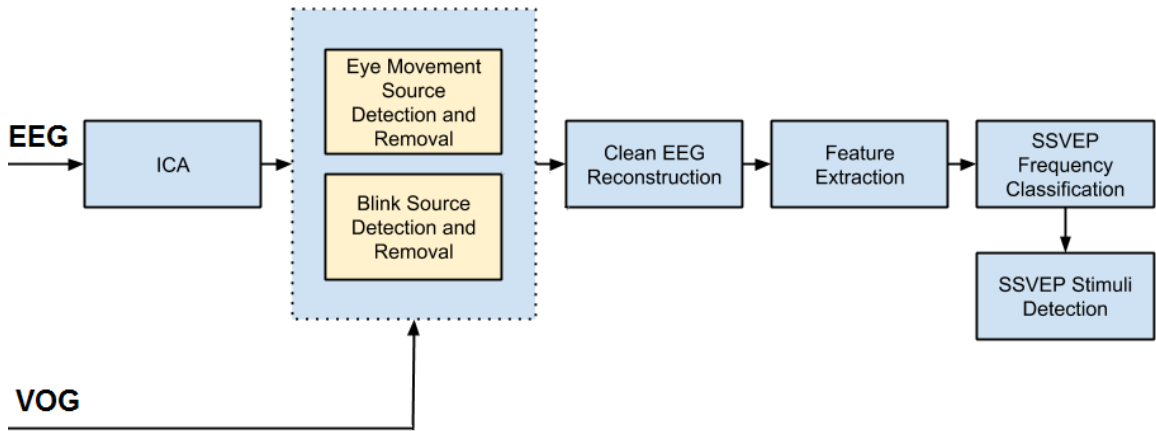 EEG
ICA
Eye Movement
Source
Detection and
Removal
Blink Source
Detection and
Removal
Clean EEG
Reconstruction
Feature
Extraction
SSVEP
Frequency
Classification
SSVEP Stimuli
Detection
VOG